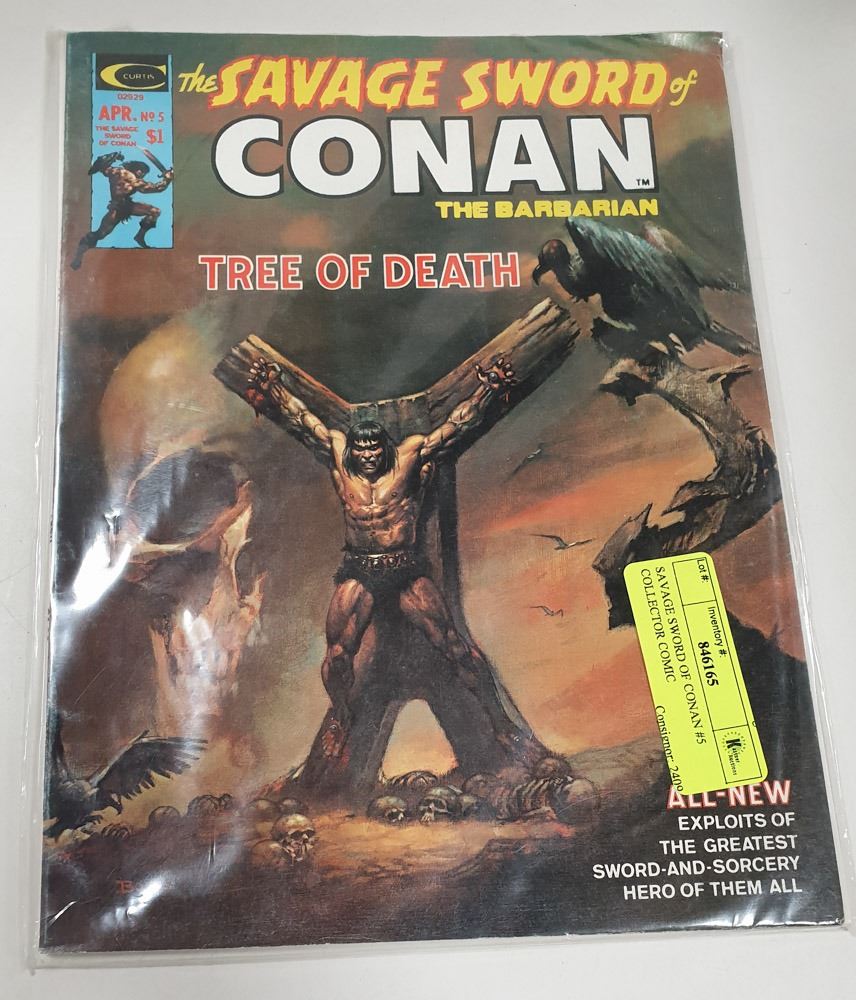 CURTIS
02929
APR. Nº 5
THE SAVAGE
SWORD
OF CONAN
$1
The SAVAGE SWORD of
CONAN
TM
THE BARBARIAN
TREE OF DEATH
Lot #:
Inventory #:
846165
SAVAGE SWORD OF CONAN #5
COLLECTOR COMIC
Consignor:
K
ALL-NEW
EXPLOITS OF
THE GREATEST
SWORD-AND-SORCERY
HERO OF THEM ALL